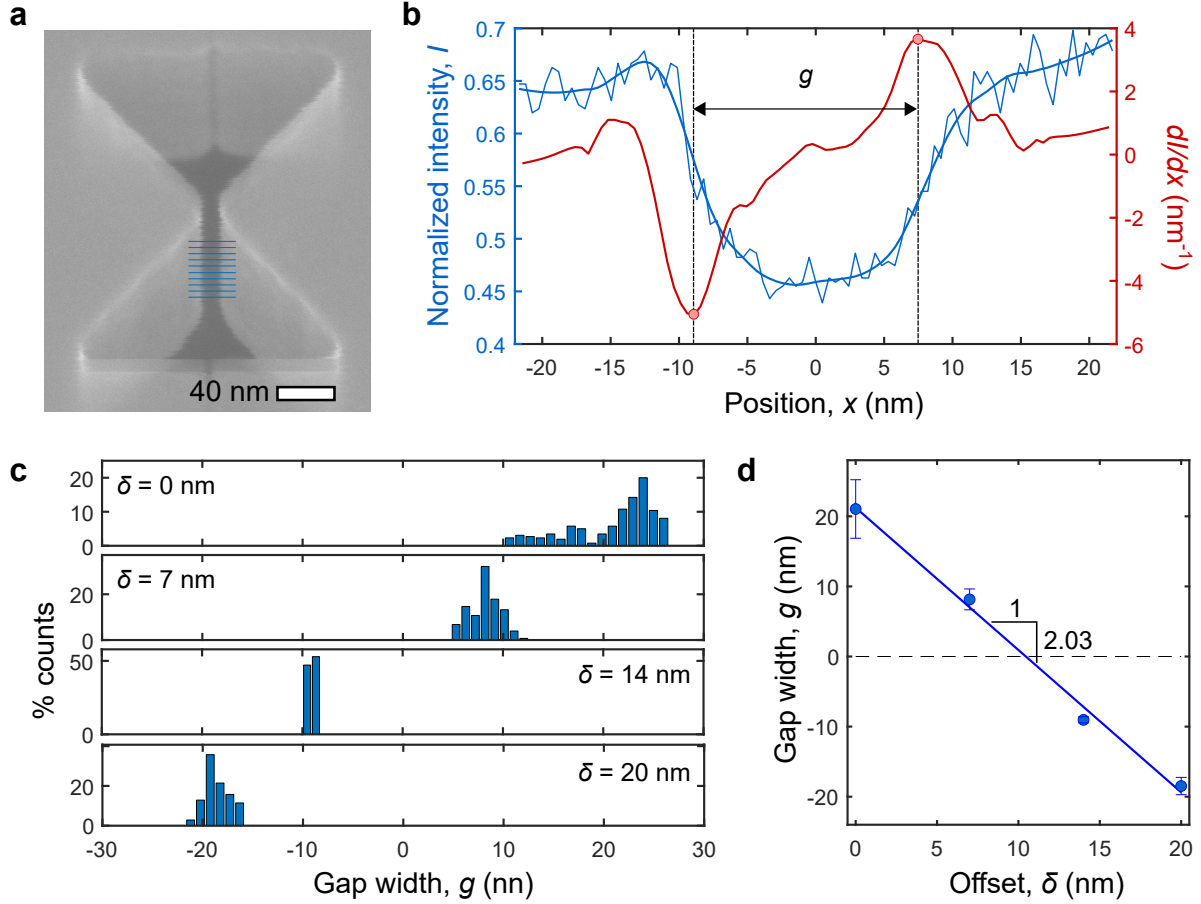 a
40 nm
b
Normalized intensity, I
0.7
0.65
0.6
0.55
0.5
0.45
0.4
g
4
2
0
-2
-4
-6
dI/dx (nm⁻¹)
-20 -15 -10 -5 0 5 10 15 20
Position, x (nm)
c
% counts
20
10
0
δ = 0 nm
20
0
δ = 7 nm
50
0
δ = 14 nm
20
0
δ = 20 nm
-30 -20 -10 0 10 20 30
Gap width, g (nn)
d
Gap width, g (nm)
20
10
0
-10
-20
1
2.03
0 5 10 15 20
Offset, δ (nm)